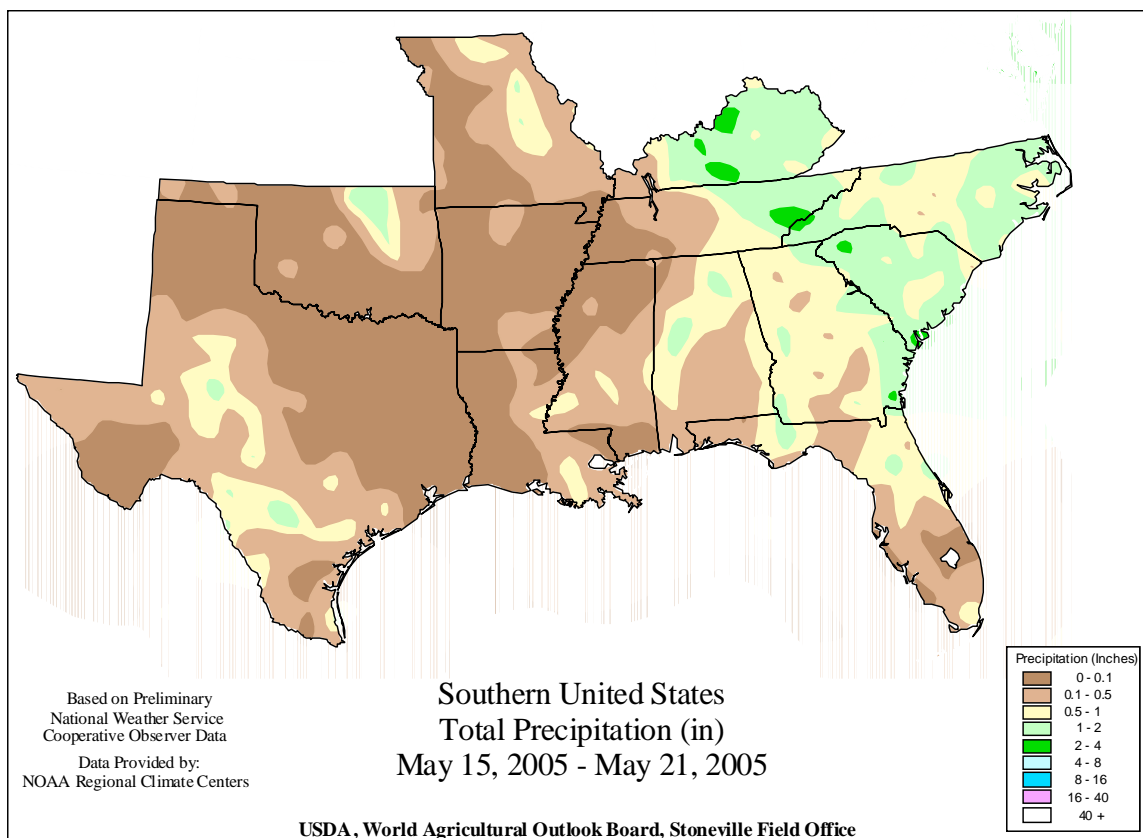 Precipitation (Inches)
0 - 0.1
0.1 - 0.5
0.5 - 1
1 - 2
2 - 4
4 - 8
8 - 16
16 - 40
40 +
Based on Preliminary
National Weather Service
Cooperative Observer Data
Data Provided by:
NOAA Regional Climate Centers
Southern United States
Total Precipitation (in)
May 15, 2005 - May 21, 2005
USDA, World Agricultural Outlook Board, Stoneville Field Office